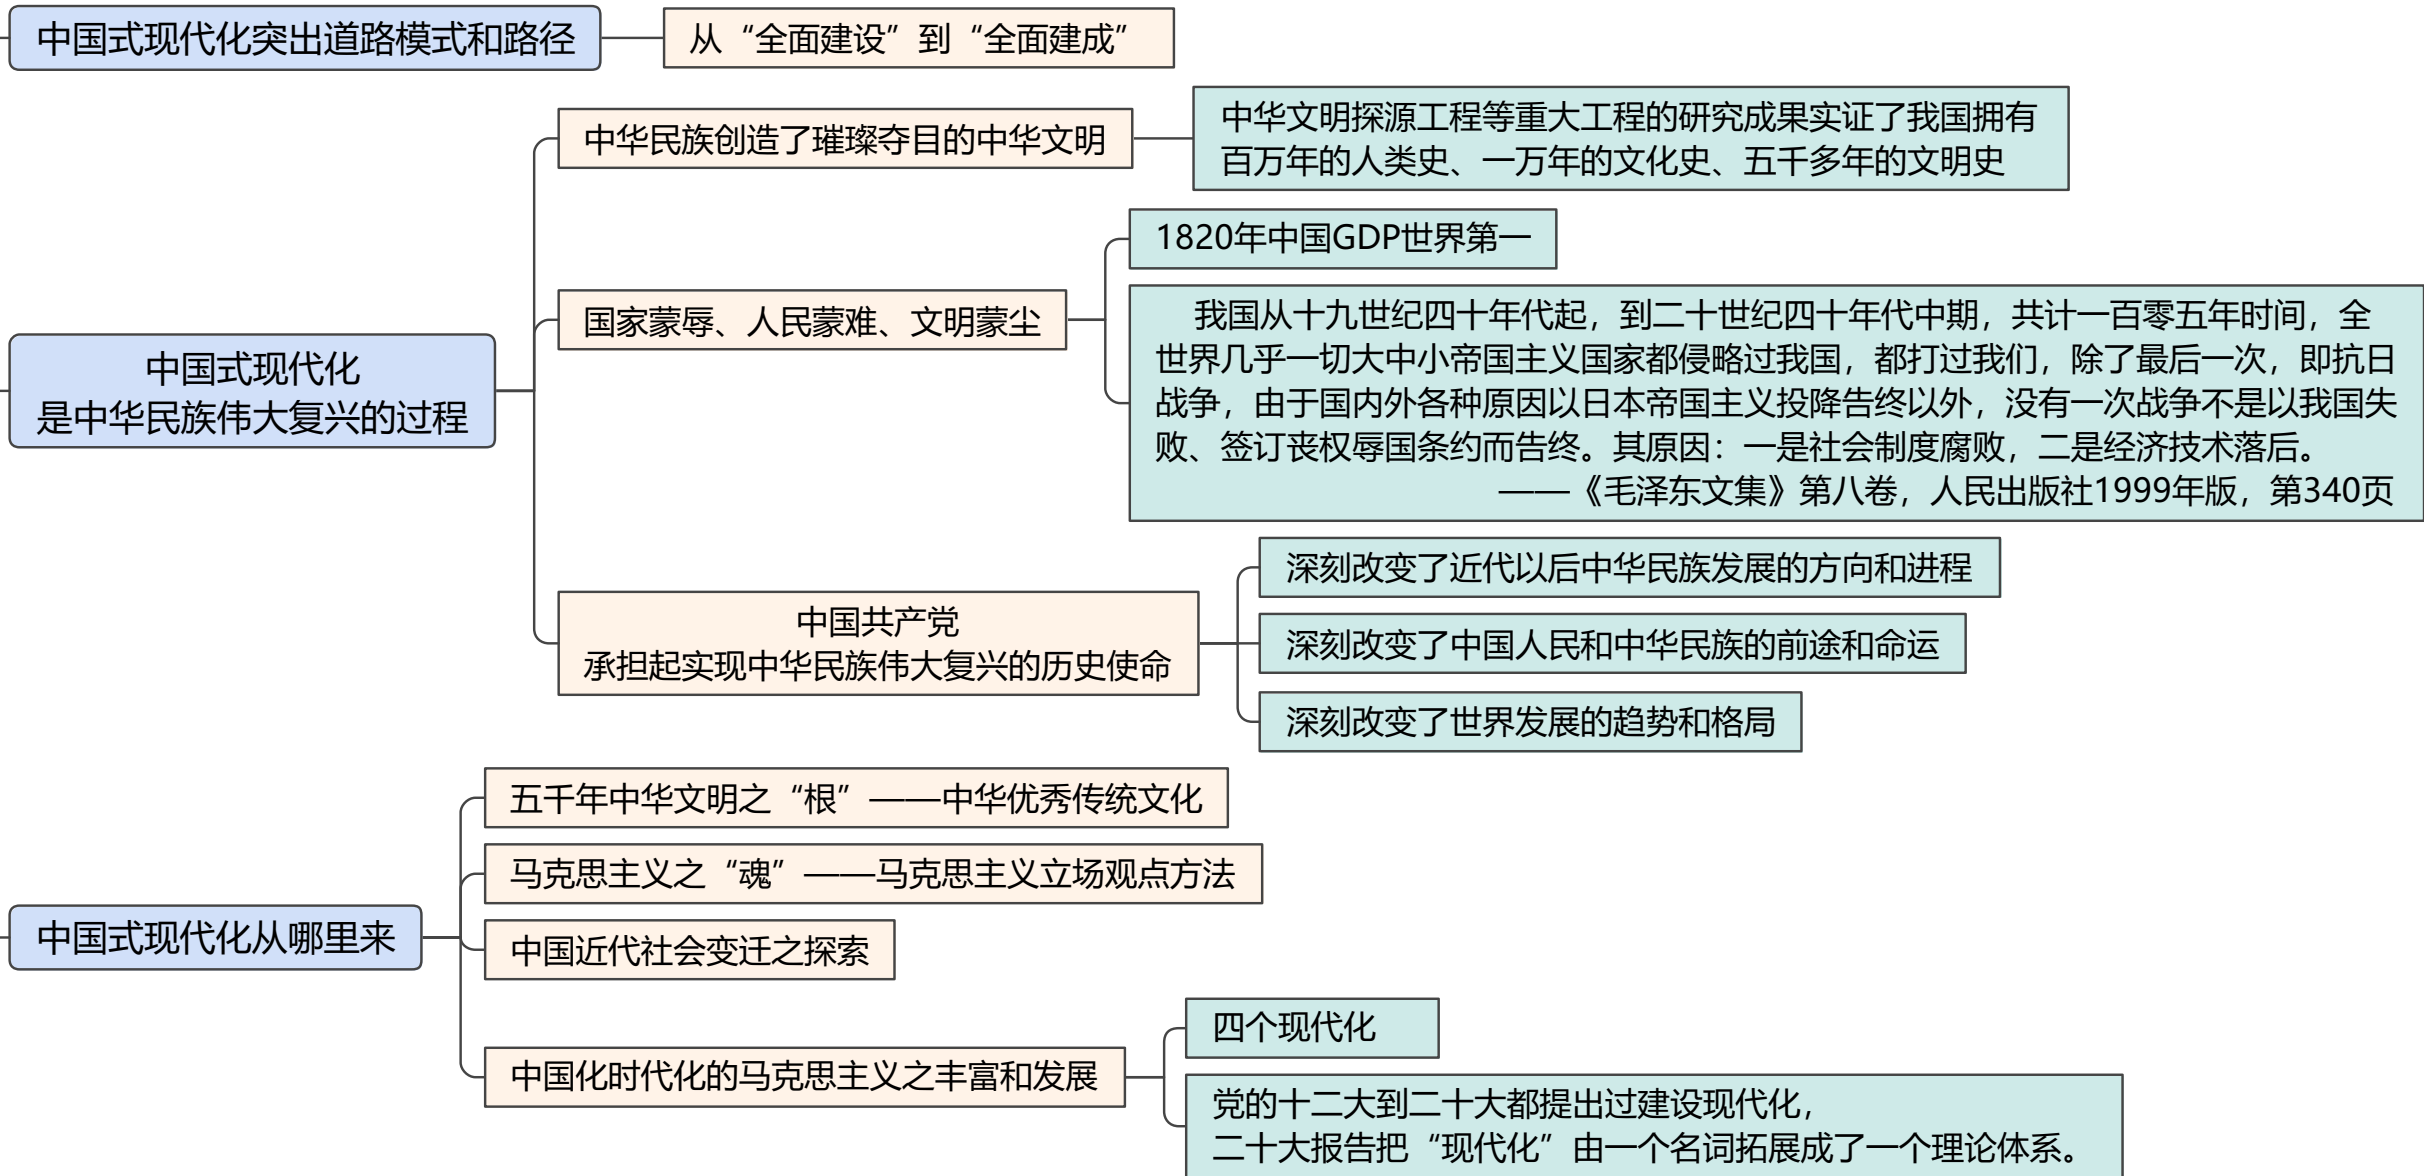 中国式现代化突出道路模式和路径
从“全面建设”到“全面建成”
中国式现代化
是中华民族伟大复兴的过程
中华民族创造了璀璨夺目的中华文明
中华文明探源工程等重大工程的研究成果实证了我国拥有
百万年的人类史、一万年的文化史、五千多年的文明史
国家蒙辱、人民蒙难、文明蒙尘
1820年中国GDP世界第一
我国从十九世纪四十年代起，到二十世纪四十年代中期，共计一百零五年时间，全
世界几乎一切大中小帝国主义国家都侵略过我国，都打过我们，除了最后一次，即抗日
战争，由于国内外各种原因以日本帝国主义投降告终以外，没有一次战争不是以我国失
败、签订丧权辱国条约而告终。其原因：一是社会制度腐败，二是经济技术落后。
——《毛泽东文集》第八卷，人民出版社1999年版，第340页
中国共产党
承担起实现中华民族伟大复兴的历史使命
深刻改变了近代以后中华民族发展的方向和进程
深刻改变了中国人民和中华民族的前途和命运
深刻改变了世界发展的趋势和格局
中国式现代化从哪里来
五千年中华文明之“根”——中华优秀传统文化
马克思主义之“魂”——马克思主义立场观点方法
中国近代社会变迁之探索
中国化时代化的马克思主义之丰富和发展
四个现代化
党的十二大到二十大都提出过建设现代化，
二十大报告把“现代化”由一个名词拓展成了一个理论体系。